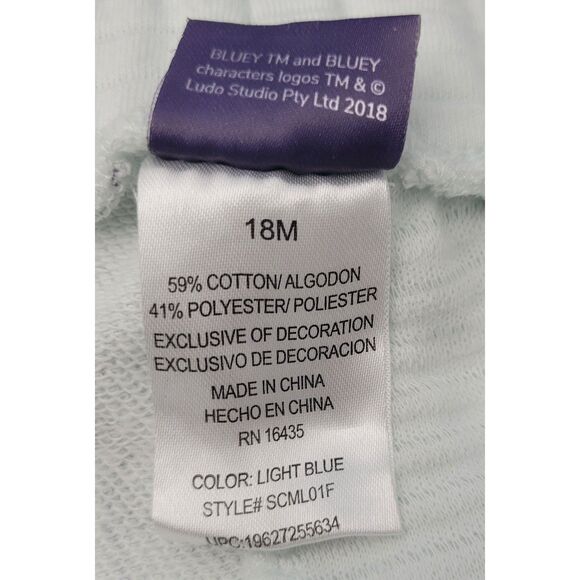 BLUEY TM and BLUEY
characters logos TM & ©
Ludo Studio Pty Ltd 2018
18M
59% COTTON/ ALGODON
41% POLYESTER/ POLIESTER
EXCLUSIVE OF DECORATION
EXCLUSIVO DE DECORACION
MADE IN CHINA
HECHO EN CHINA
RN 16435
COLOR: LIGHT BLUE
STYLE# SCML01F
UPC:19627255634